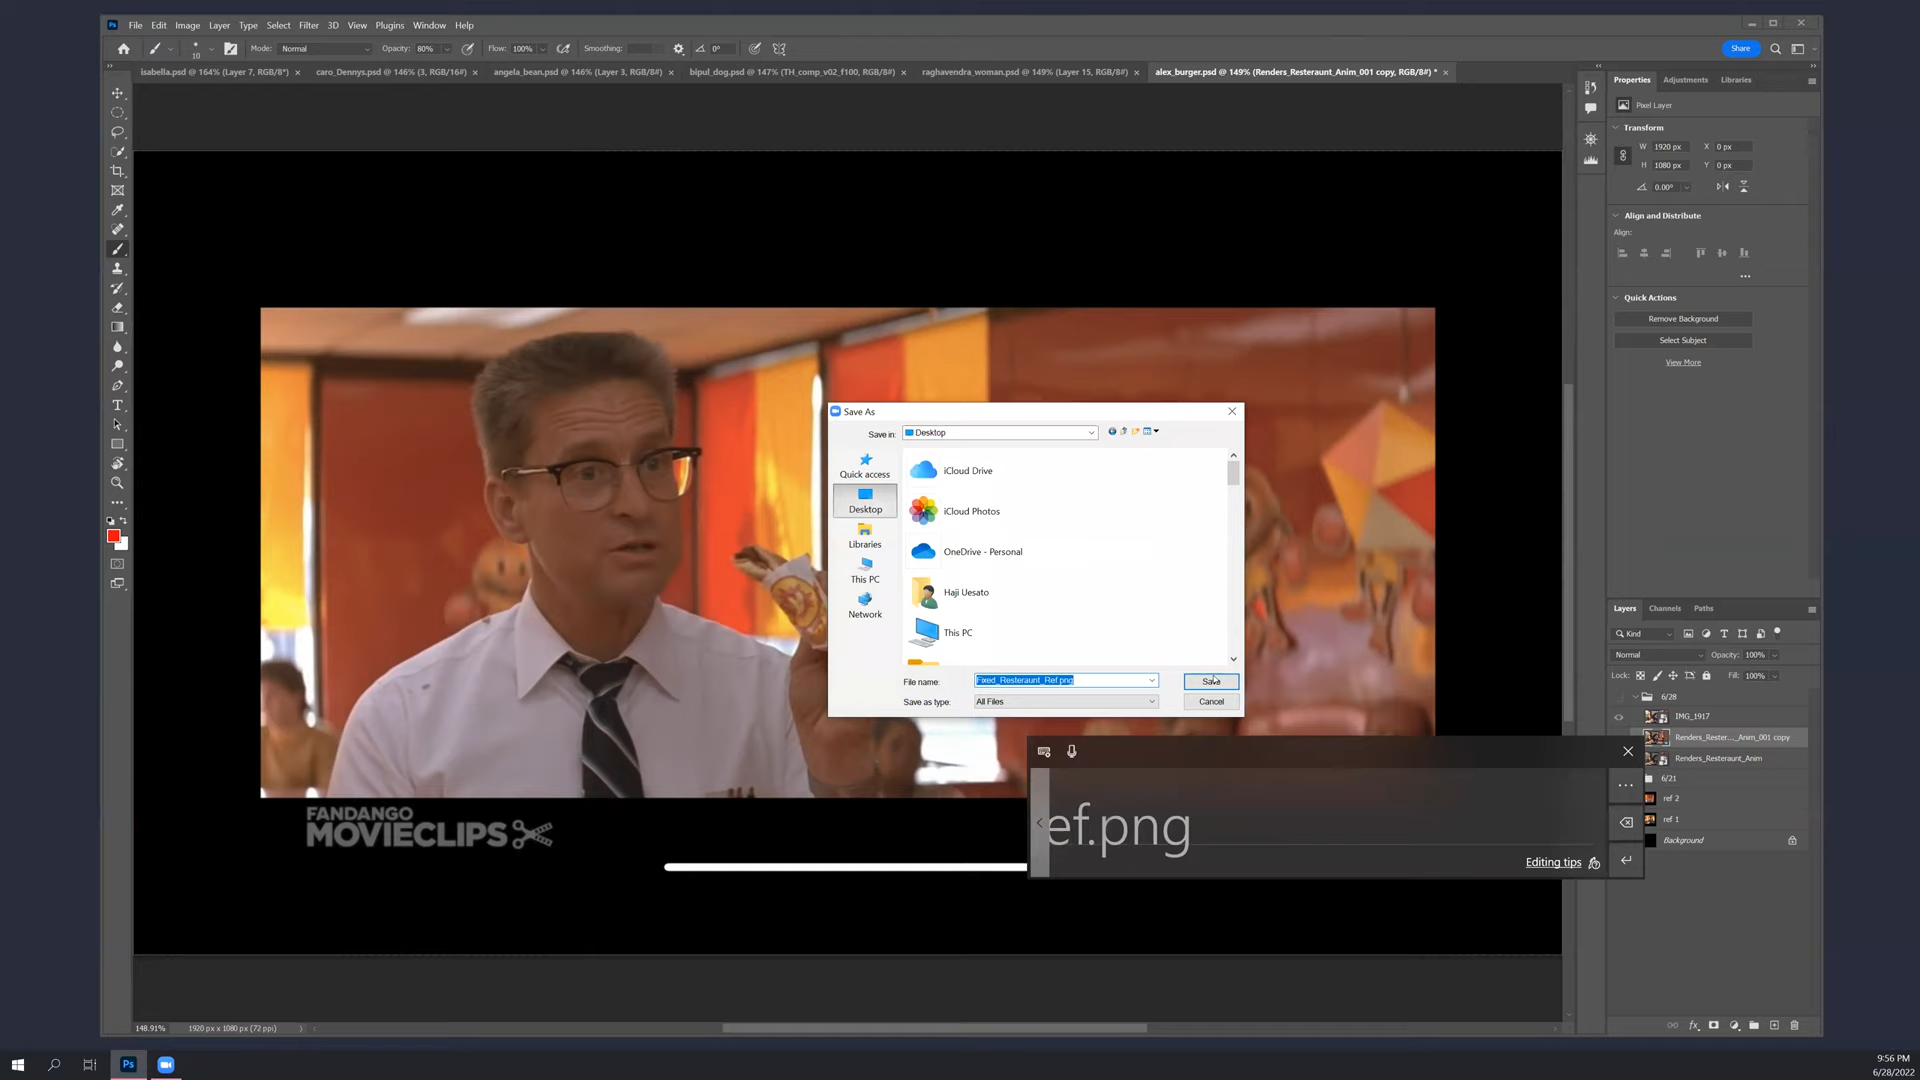 Ps File Edit Image Layer Type Select Filter 3D View Plugins Window Help
10 Mode: Normal Opacity: 80% Flow: 100% Smoothing: 0° Share
isabella.psd @ 164% (Layer 7, RGB/8*) × caro_Dennys.psd @ 146% (3, RGB/16#) × angela_bean.psd @ 146% (Layer 3, RGB/8#) × bipul_dog.psd @ 147% (TH_comp_v02_f100, RGB/8#) × raghavendra_woman.psd @ 149% (Layer 15, RGB/8#) × alex_burger.psd @ 149% (Renders_Resteraunt_Anim_001 copy, RGB/8#) * ×
Properties Adjustments Libraries
Pixel Layer
Transform
W 1920 px X 0 px
H 1080 px Y 0 px
0.00°
Align and Distribute
Align:
Quick Actions
Remove Background
Select Subject
View More
Save As
Save in: Desktop
Quick access
Desktop
Libraries
This PC
Network
iCloud Drive
iCloud Photos
OneDrive - Personal
Haji Uesato
This PC
File name: Fixed_Resteraunt_Ref.png Save
Save as type: All Files Cancel
ef.png
Editing tips
FANDANGO
MOVIECLIPS
Layers Channels Paths
Kind
Normal Opacity: 100%
Lock: Fill: 100%
6/28
IMG_1917
Renders_Rester..._Anim_001 copy
Renders_Resteraunt_Anim
6/21
ref 2
ref 1
Background
148.91% 1920 px x 1080 px (72 ppi)
Ps
9:56 PM
6/28/2022